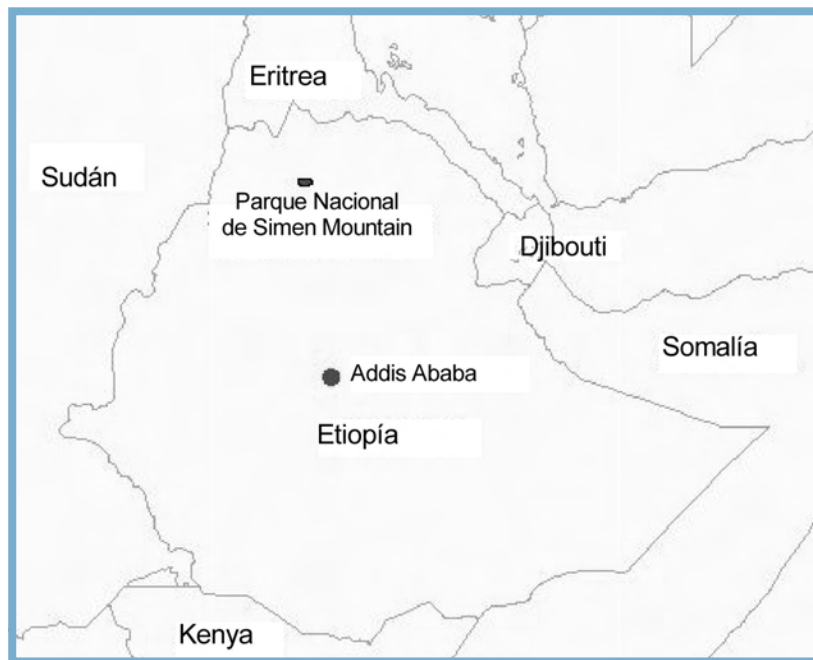 Eritrea
Sudán
Parque Nacional
de Simen Mountain
Djibouti
Somalía
Addis Ababa
Etiopía
Kenya